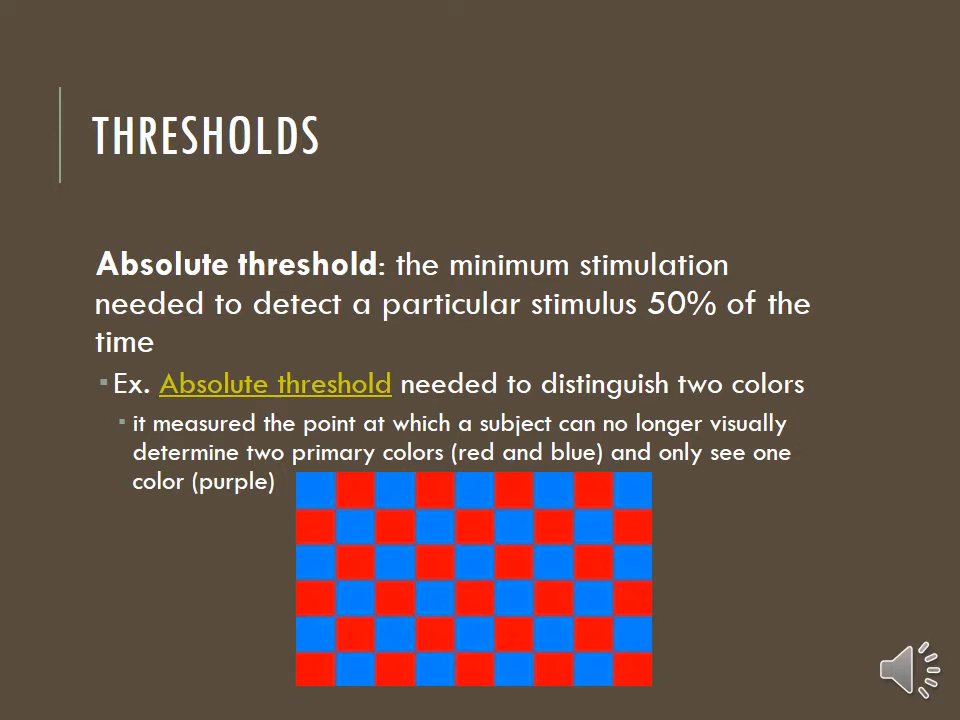 THRESHOLDS
Absolute threshold: the minimum stimulation
needed to detect a particular stimulus 50% of the
time
▪ Ex. Absolute threshold needed to distinguish two colors
▪ it measured the point at which a subject can no longer visually
determine two primary colors (red and blue) and only see one
color (purple)